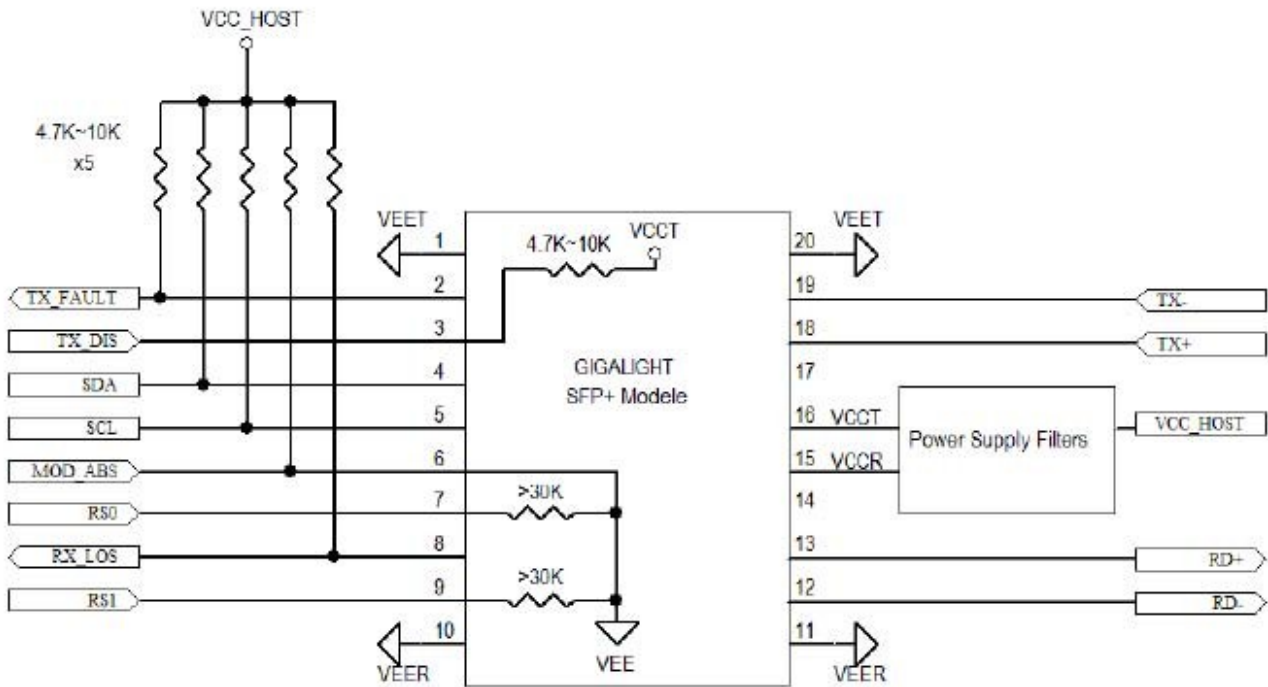 VCC_HOST
4.7K~10K
x5
VEET
1
4.7K~10K
VCCT
20
VEET
TX_FAULT
2
19
TX-
TX_DIS
3
18
TX+
SDA
4
GIGALIGHT
SFP+ Modele
17
SCL
5
16
VCCT
Power Supply Filters
VCC_HOST
MOD_ABS
6
15
VCCR
RS0
7
>30K
14
RX_LOS
8
13
RD+
RS1
9
>30K
12
RD-
10
VEER
VEE
11
VEER